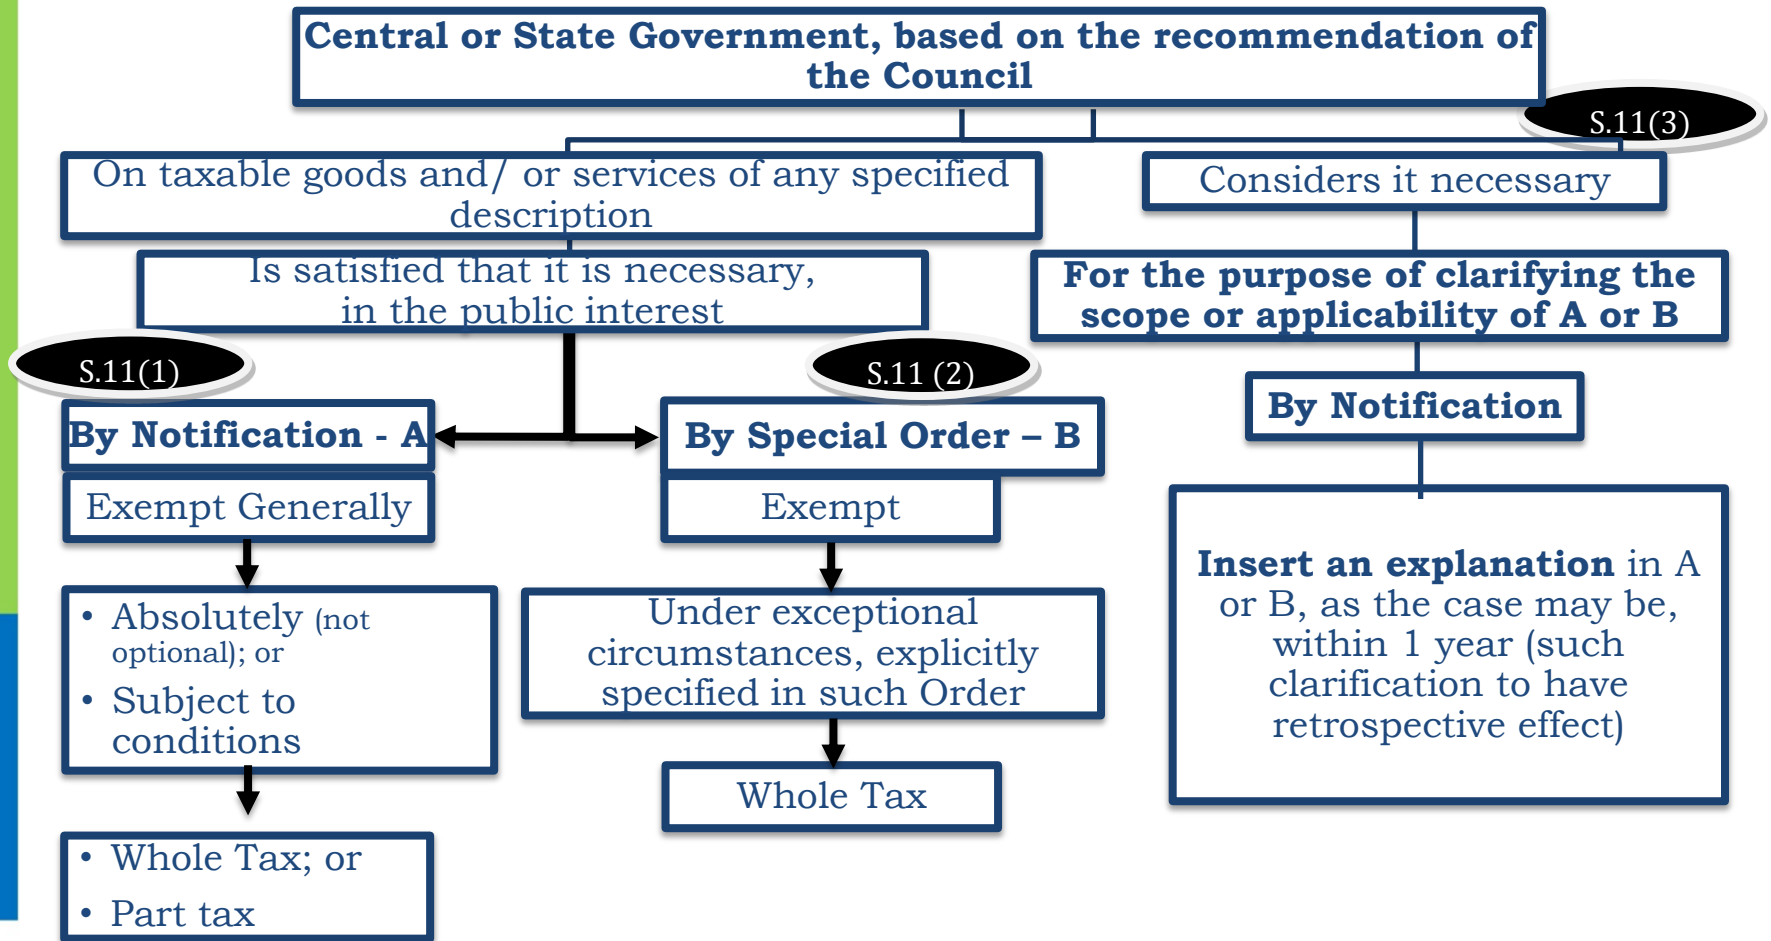 Central or State Government, based on the recommendation of
the Council
S.11(3)
On taxable goods and/ or services of any specified
description
Considers it necessary
Is satisfied that it is necessary,
in the public interest
For the purpose of clarifying the
scope or applicability of A or B
S.11(1)
S.11 (2)
By Notification - A
By Special Order – B
By Notification
Exempt Generally
Exempt
• Absolutely (not
optional); or
• Subject to
conditions
Under exceptional
circumstances, explicitly
specified in such Order
Insert an explanation in A
or B, as the case may be,
within 1 year (such
clarification to have
retrospective effect)
Whole Tax
• Whole Tax; or
• Part tax